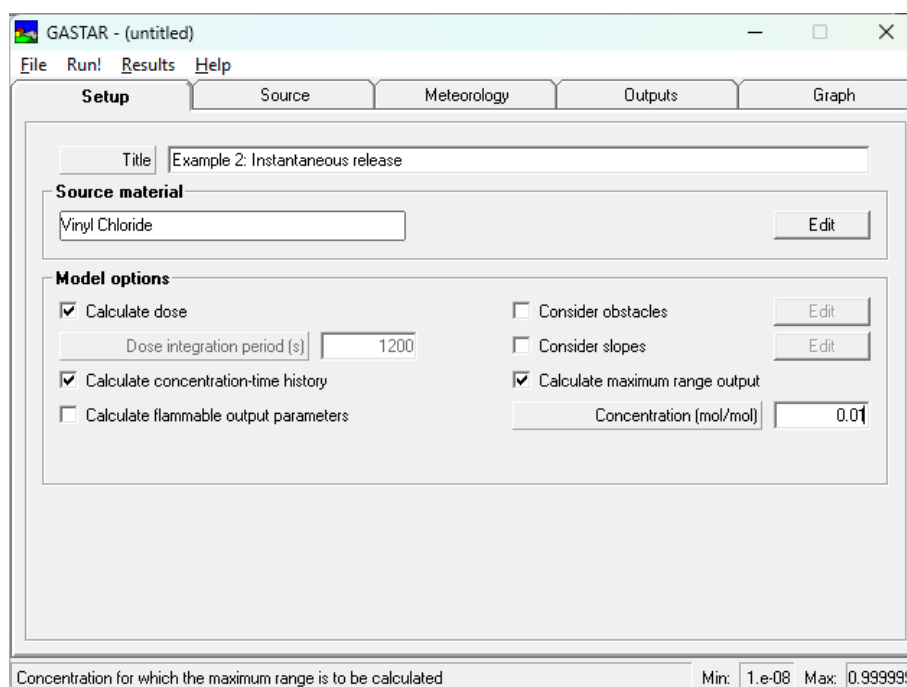 GASTAR - (untitled)
File Run! Results Help
Setup Source Meteorology Outputs Graph
Title Example 2: Instantaneous release
Source material
Vinyl Chloride Edit
Model options
Calculate dose Consider obstacles Edit
Dose integration period (s) 1200 Consider slopes Edit
Calculate concentration-time history Calculate maximum range output
Calculate flammable output parameters Concentration (mol/mol) 0.01
Concentration for which the maximum range is to be calculated Min: 1.e-08 Max: 0.999999